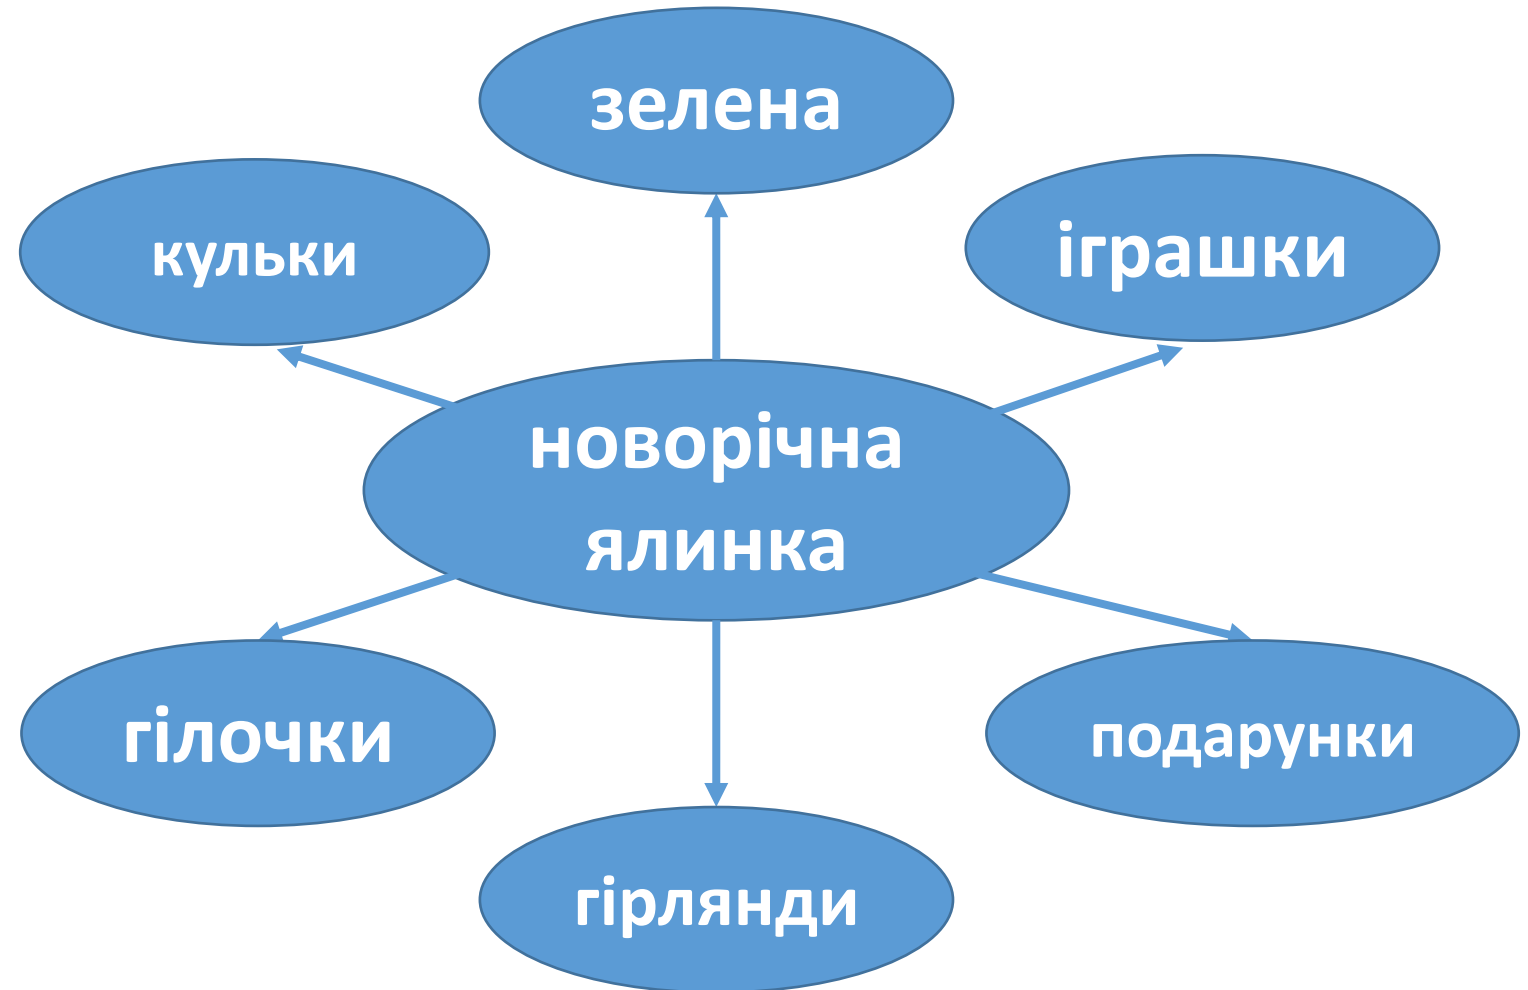 зелена
кульки
іграшки
новорічна
ялинка
гілочки
подарунки
гірлянди